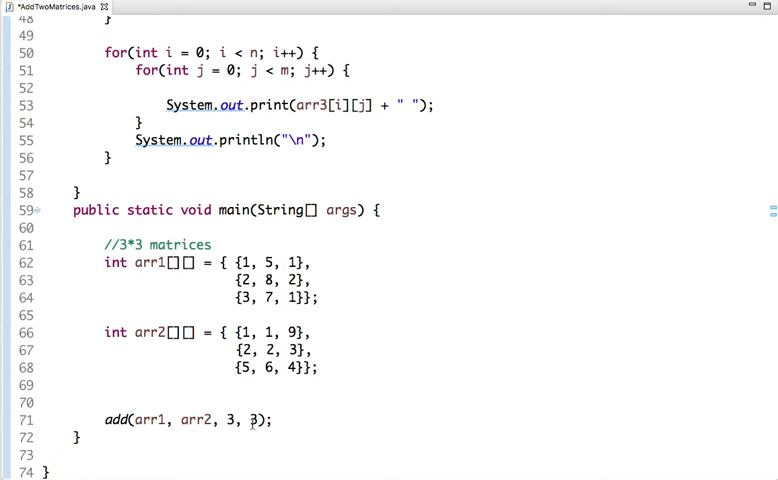 *AddTwoMatrices.java
48 }
49
50 for(int i = 0; i < n; i++) {
51 for(int j = 0; j < m; j++) {
52
53 System.out.print(arr3[i][j] + " ");
54 }
55 System.out.println("\n");
56 }
57
58 }
59 public static void main(String[] args) {
60
61 //3*3 matrices
62 int arr1[][] = { {1, 5, 1},
63 {2, 8, 2},
64 {3, 7, 1}};
65
66 int arr2[][] = { {1, 1, 9},
67 {2, 2, 3},
68 {5, 6, 4}};
69
70
71 add(arr1, arr2, 3, 3);
72 }
73
74 }